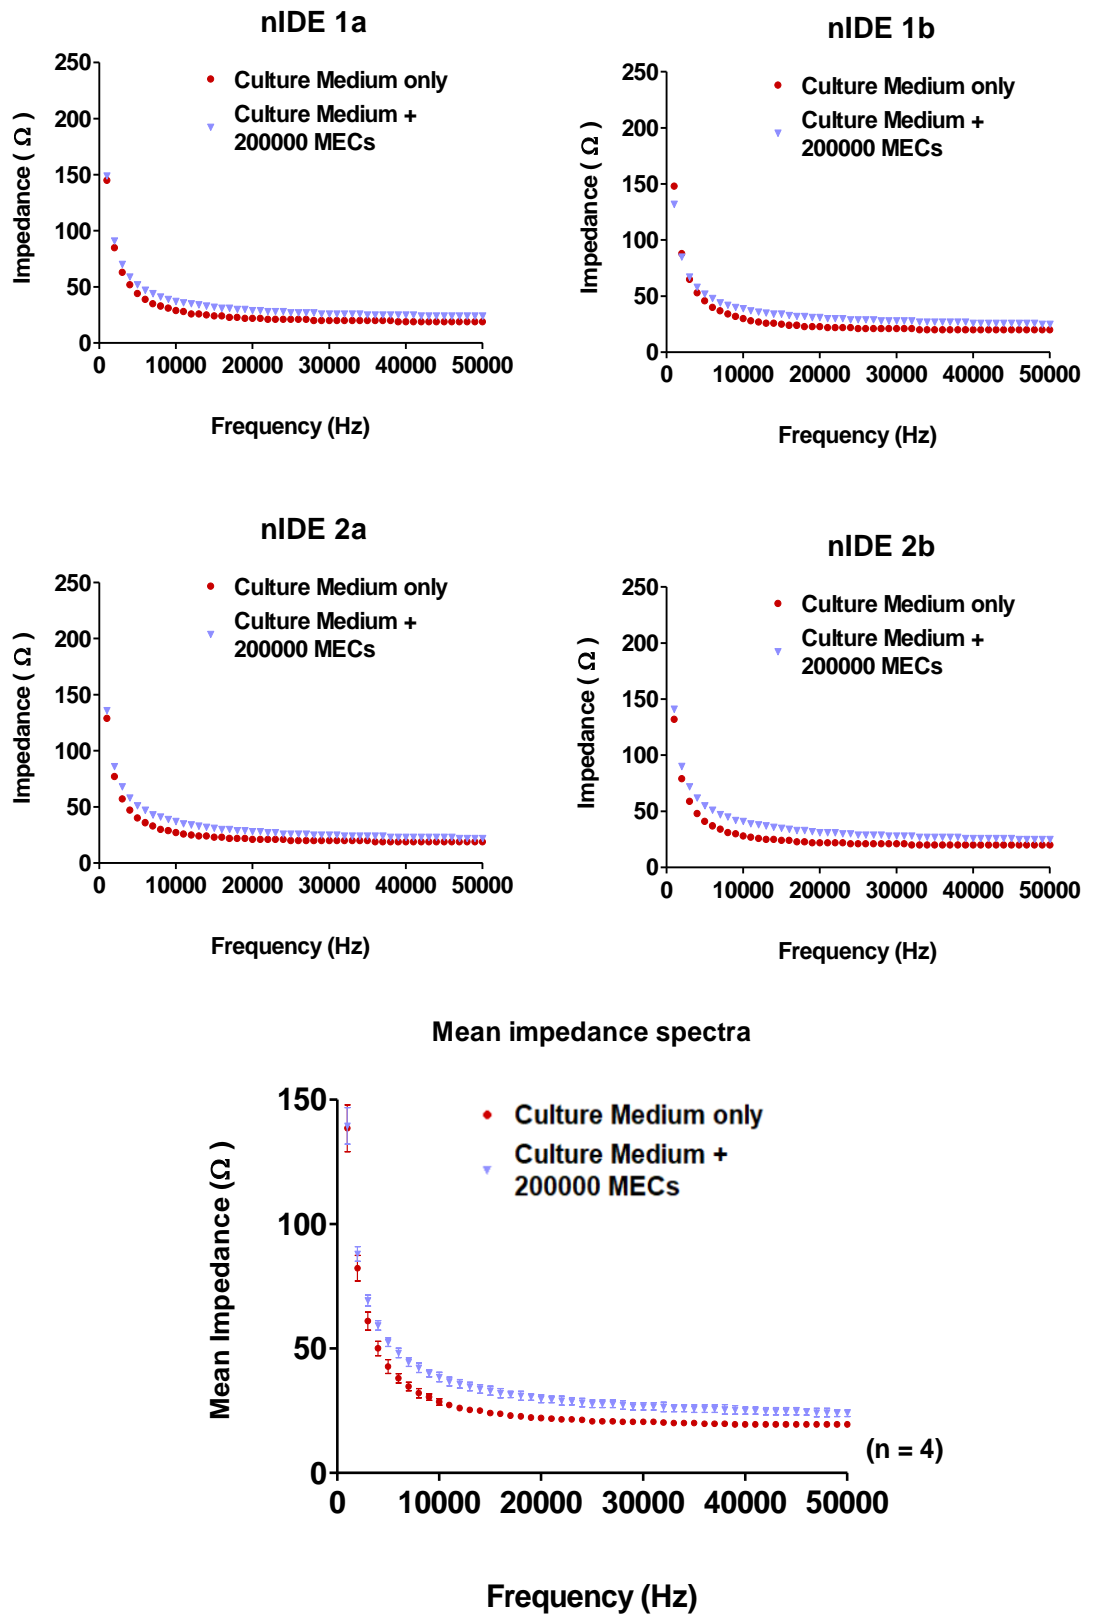 nIDE 1a
Culture Medium only
Culture Medium +
200000 MECs
Impedance ( Ω )
250
200
150
100
50
0
0 10000 20000 30000 40000 50000
Frequency (Hz)
nIDE 1b
Culture Medium only
Culture Medium +
200000 MECs
Impedance ( Ω )
250
200
150
100
50
0
0 10000 20000 30000 40000 50000
Frequency (Hz)
nIDE 2a
Culture Medium only
Culture Medium +
200000 MECs
Impedance ( Ω )
250
200
150
100
50
0
0 10000 20000 30000 40000 50000
Frequency (Hz)
nIDE 2b
Culture Medium only
Culture Medium +
200000 MECs
Impedance ( Ω )
250
200
150
100
50
0
0 10000 20000 30000 40000 50000
Frequency (Hz)
Mean impedance spectra
Culture Medium only
Culture Medium +
200000 MECs
Mean Impedance (Ω )
150
100
50
0
(n = 4)
0 10000 20000 30000 40000 50000
Frequency (Hz)